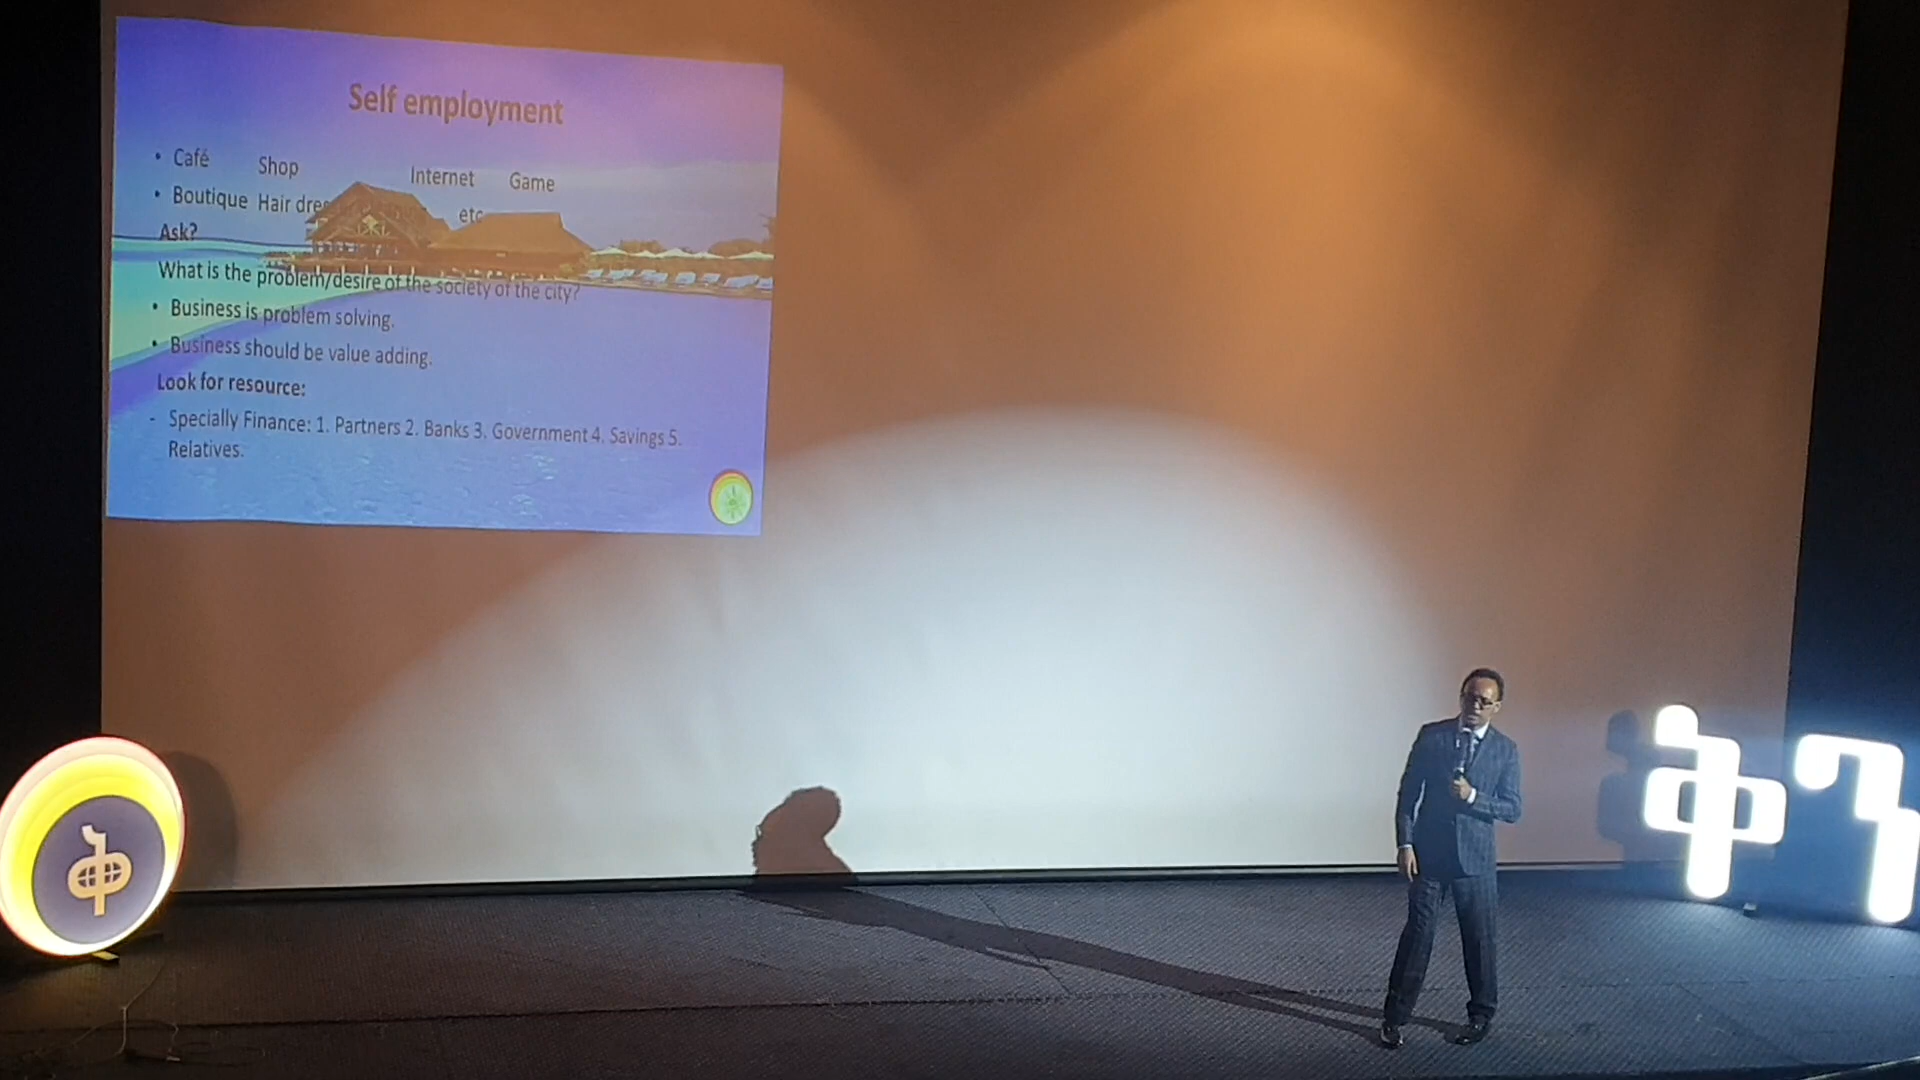 Self employment
• Café Shop Internet Game
• Boutique Hair etc
Ask?
What is the problem/desire of the society of the city?
• Business is problem solving.
• Business should be value adding.
Look for resource:
- Specially Finance: 1. Partners 2. Banks 3. Government 4. Savings 5.
Relatives.
ቅ
ቅን